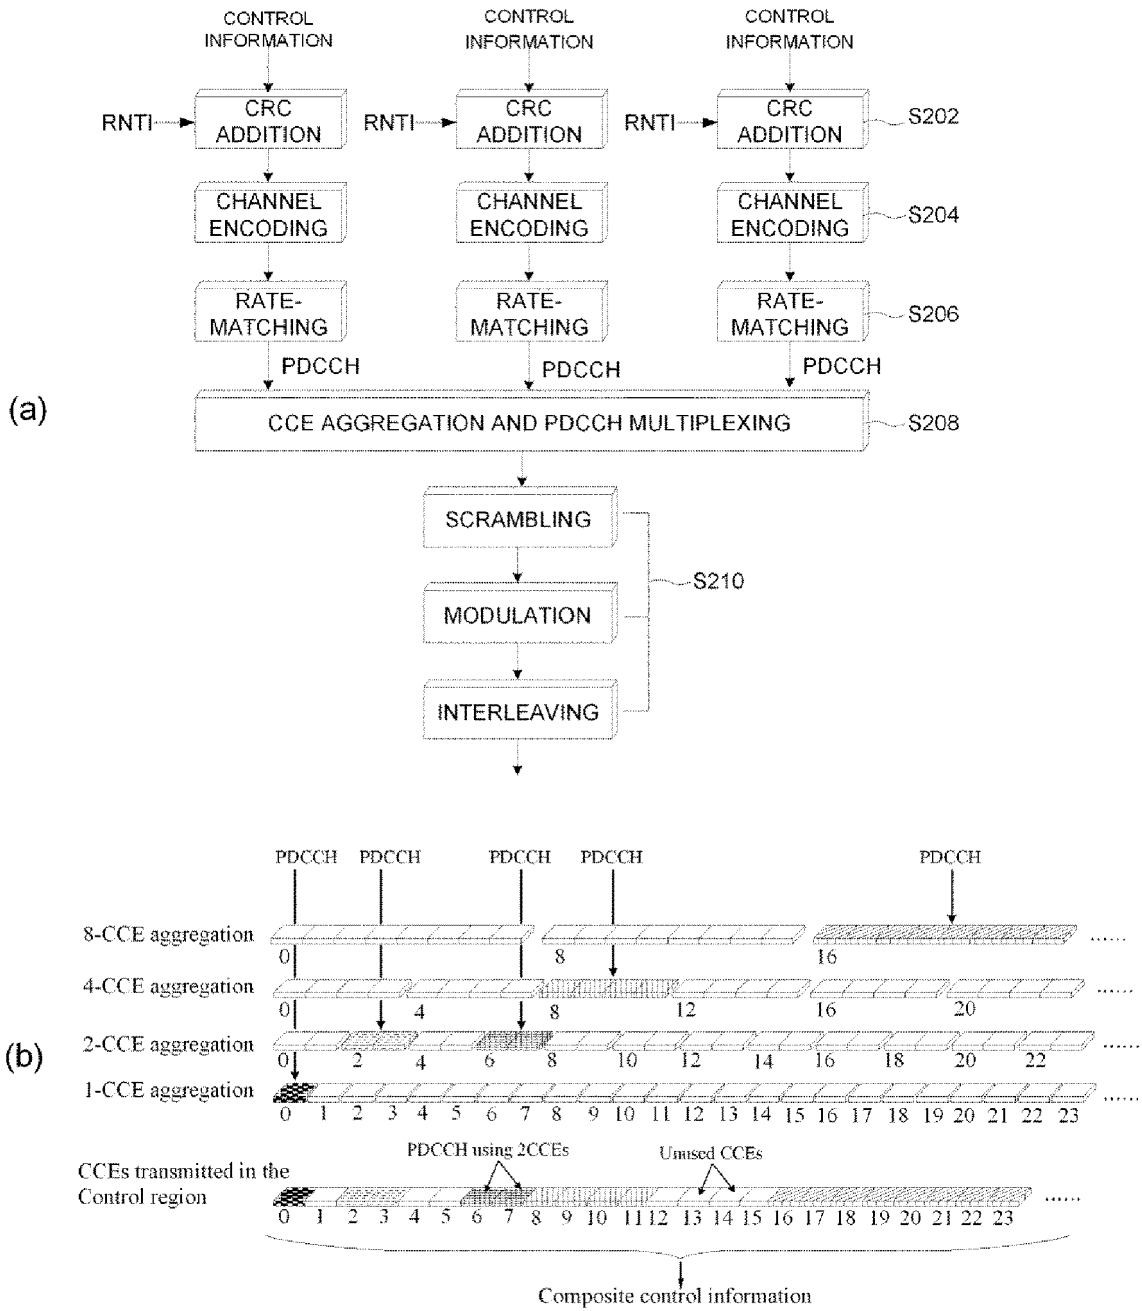 CONTROL INFORMATION
CONTROL INFORMATION
CONTROL INFORMATION
RNTI
CRC ADDITION
RNTI
CRC ADDITION
RNTI
CRC ADDITION
S202
CHANNEL ENCODING
CHANNEL ENCODING
CHANNEL ENCODING
S204
RATE-MATCHING
RATE-MATCHING
RATE-MATCHING
S206
PDCCH
PDCCH
PDCCH
(a)
CCE AGGREGATION AND PDCCH MULTIPLEXING
S208
SCRAMBLING
MODULATION
S210
INTERLEAVING
PDCCH PDCCH PDCCH PDCCH PDCCH
8-CCE aggregation
......
0 8 16
4-CCE aggregation
......
0 4 8 12 16 20
(b)
2-CCE aggregation
......
0 2 4 6 8 10 12 14 16 18 20 22
1-CCE aggregation
......
0 1 2 3 4 5 6 7 8 9 10 11 12 13 14 15 16 17 18 19 20 21 22 23
PDCCH using 2CCEs
Unused CCEs
CCEs transmitted in the
Control region
......
0 1 2 3 4 5 6 7 8 9 10 11 12 13 14 15 16 17 18 19 20 21 22 23
Composite control information